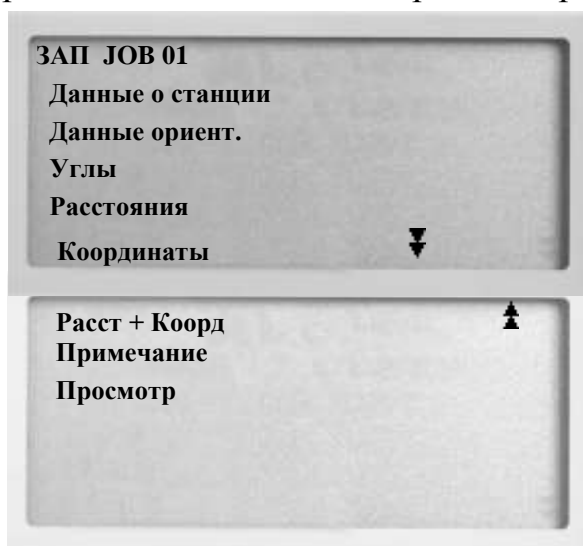 ЗАП JOB 01
Данные о станции
Данные ориент.
Углы
Расстояния
Координаты
Расст + Коорд
Примечание
Просмотр